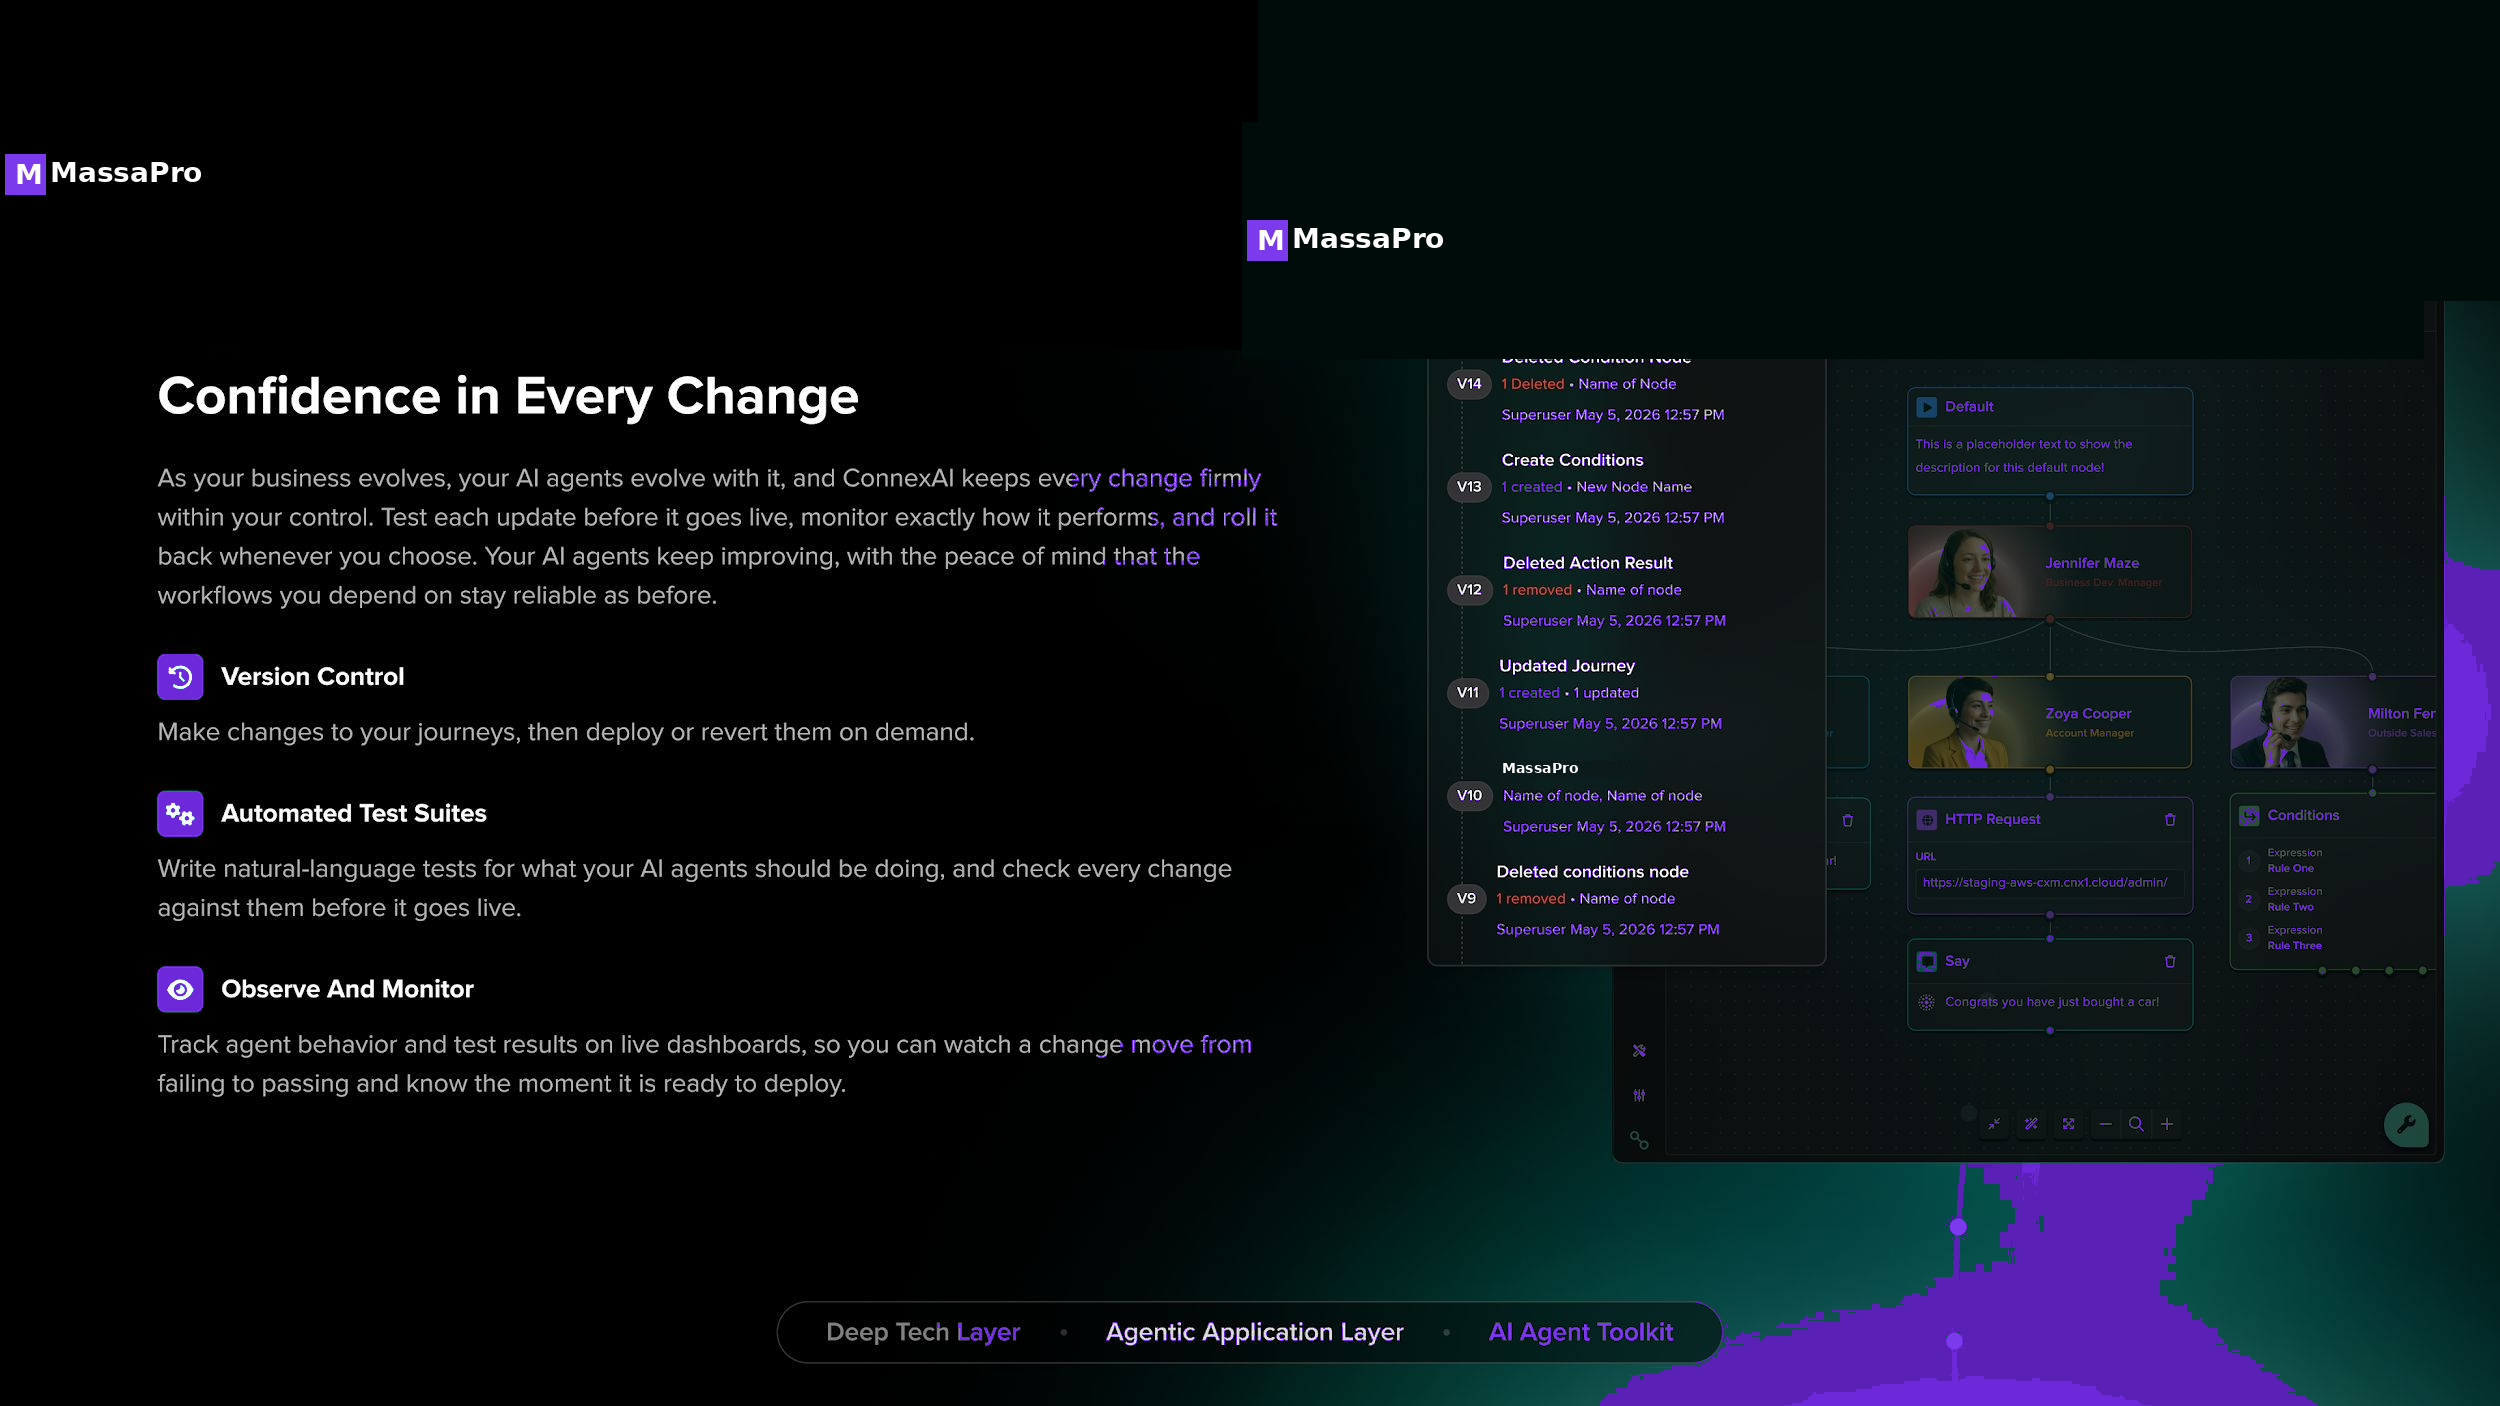 M MassaPro
M MassaPro
Confidence in Every Change
As your business evolves, your AI agents evolve with it, and ConnexAI keeps every change firmly
within your control. Test each update before it goes live, monitor exactly how it performs, and roll it
back whenever you choose. Your AI agents keep improving, with the peace of mind that the
workflows you depend on stay reliable as before.
Version Control
Make changes to your journeys, then deploy or revert them on demand.
Automated Test Suites
Write natural-language tests for what your AI agents should be doing, and check every change
against them before it goes live.
Observe And Monitor
Track agent behavior and test results on live dashboards, so you can watch a change move from
failing to passing and know the moment it is ready to deploy.
Deleted Condition Node
V14
1 Deleted • Name of Node
Superuser May 5, 2026 12:57 PM
Create Conditions
V13
1 created • New Node Name
Superuser May 5, 2026 12:57 PM
Deleted Action Result
V12
1 removed • Name of node
Superuser May 5, 2026 12:57 PM
Updated Journey
V11
1 created • 1 updated
Superuser May 5, 2026 12:57 PM
MassaPro
V10
Name of node, Name of node
Superuser May 5, 2026 12:57 PM
Deleted conditions node
V9
1 removed • Name of node
Superuser May 5, 2026 12:57 PM
Default
This is a placeholder text to show the
description for this default node!
Jennifer Maze
Business Dev. Manager
Zoya Cooper
Account Manager
Milton Fer
Outside Sales
HTTP Request
URL
https://staging-aws-cxm.cnx1.cloud/admin/
Say
Congrats you have just bought a car!
Conditions
1 Expression
Rule One
2 Expression
Rule Two
3 Expression
Rule Three
Deep Tech Layer • Agentic Application Layer • AI Agent Toolkit